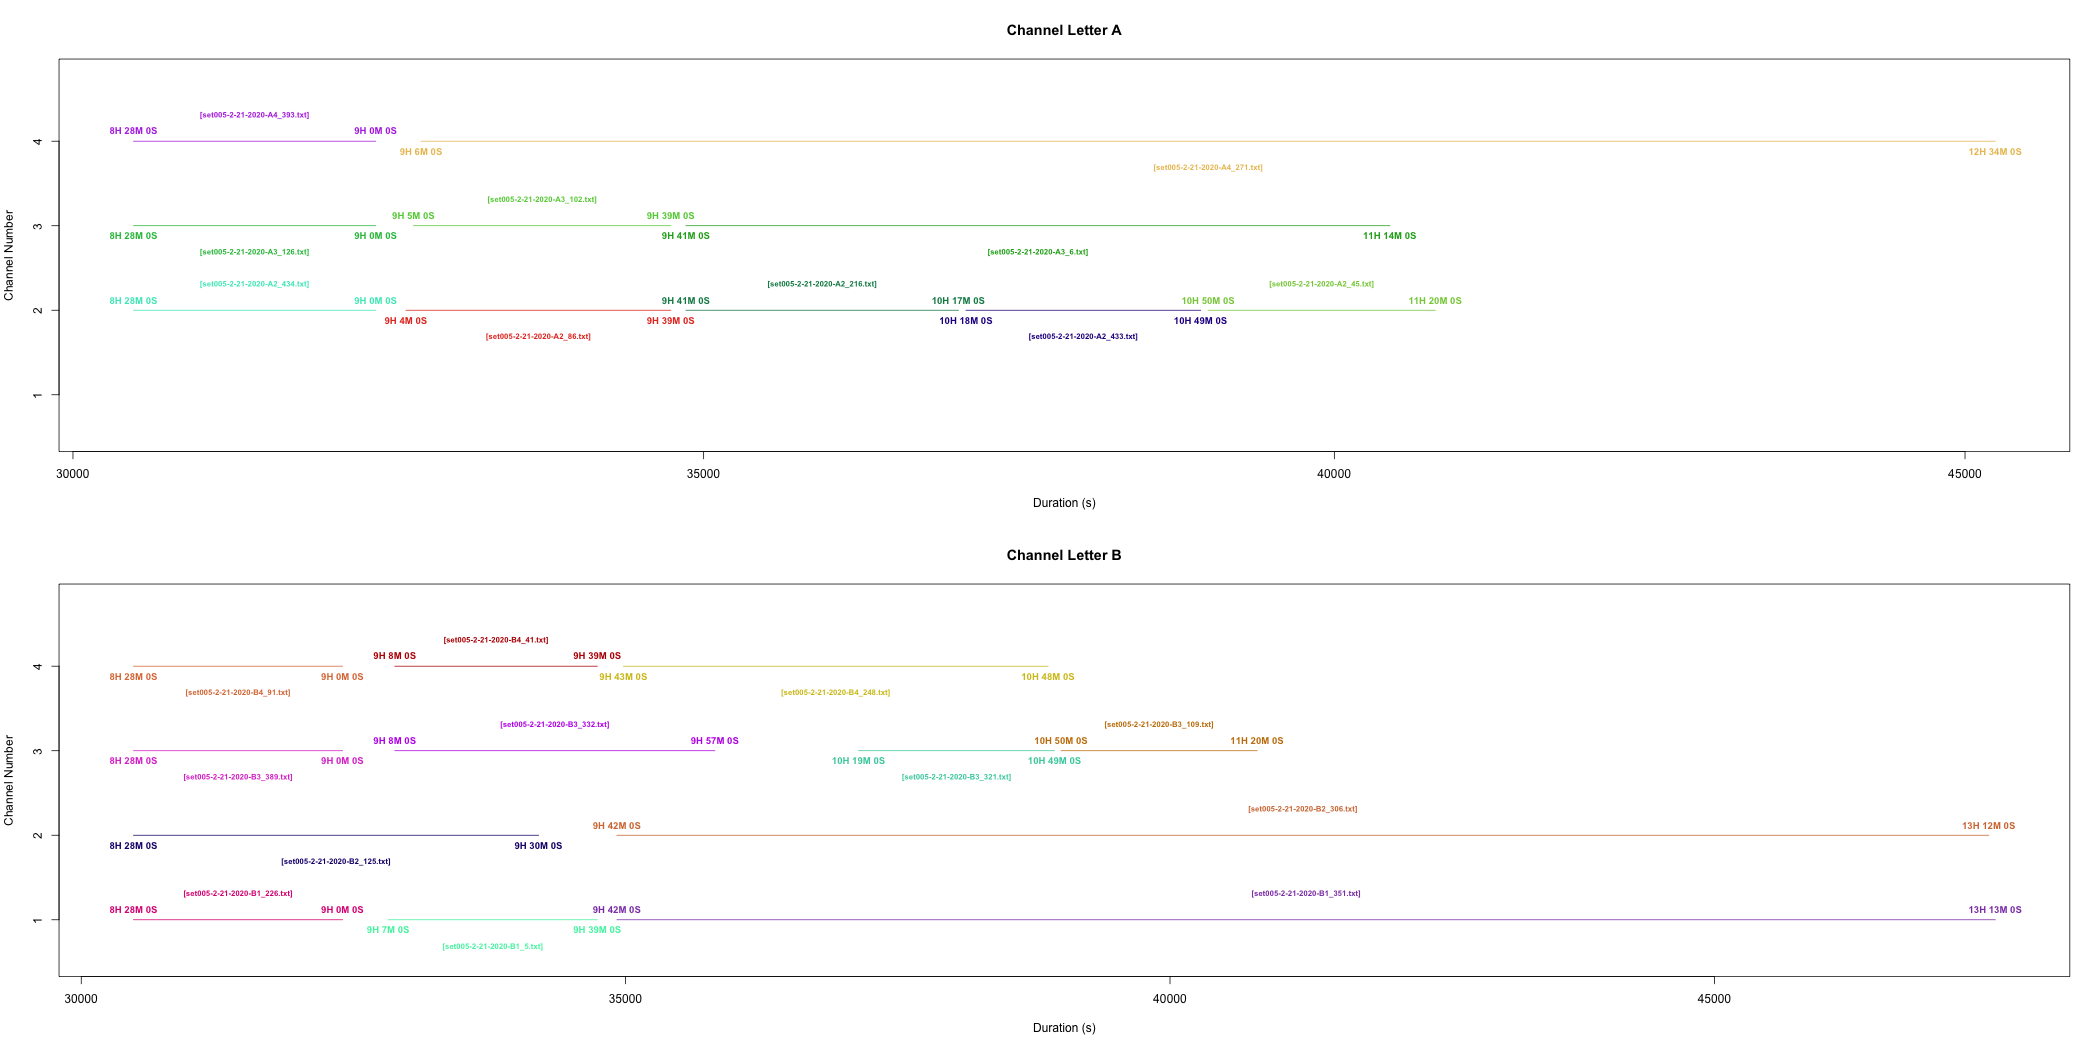 Channel Letter A
[set005-2-21-2020-A4_393.txt]
8H 28M 0S 9H 0M 0S
4
9H 6M 0S 12H 34M 0S
[set005-2-21-2020-A4_271.txt]
[set005-2-21-2020-A3_102.txt]
9H 5M 0S 9H 39M 0S
3
8H 28M 0S 9H 0M 0S 9H 41M 0S 11H 14M 0S
[set005-2-21-2020-A3_126.txt] [set005-2-21-2020-A3_6.txt]
[set005-2-21-2020-A2_434.txt] [set005-2-21-2020-A2_216.txt] [set005-2-21-2020-A2_45.txt]
8H 28M 0S 9H 0M 0S 9H 41M 0S 10H 17M 0S 10H 50M 0S 11H 20M 0S
2
9H 4M 0S 9H 39M 0S 10H 18M 0S 10H 49M 0S
[set005-2-21-2020-A2_86.txt] [set005-2-21-2020-A2_433.txt]
1
Channel Number
30000 35000 40000 45000
Duration (s)
Channel Letter B
[set005-2-21-2020-B4_41.txt]
9H 8M 0S 9H 39M 0S
4
8H 28M 0S 9H 0M 0S 9H 43M 0S 10H 48M 0S
[set005-2-21-2020-B4_91.txt] [set005-2-21-2020-B4_248.txt]
[set005-2-21-2020-B3_332.txt] [set005-2-21-2020-B3_109.txt]
9H 8M 0S 9H 57M 0S 10H 50M 0S 11H 20M 0S
3
8H 28M 0S 9H 0M 0S 10H 19M 0S 10H 49M 0S
[set005-2-21-2020-B3_389.txt] [set005-2-21-2020-B3_321.txt]
[set005-2-21-2020-B2_306.txt]
9H 42M 0S 13H 12M 0S
2
8H 28M 0S 9H 30M 0S
[set005-2-21-2020-B2_125.txt]
[set005-2-21-2020-B1_226.txt] [set005-2-21-2020-B1_351.txt]
8H 28M 0S 9H 0M 0S 9H 42M 0S 13H 13M 0S
1
9H 7M 0S 9H 39M 0S
[set005-2-21-2020-B1_5.txt]
Channel Number
30000 35000 40000 45000
Duration (s)